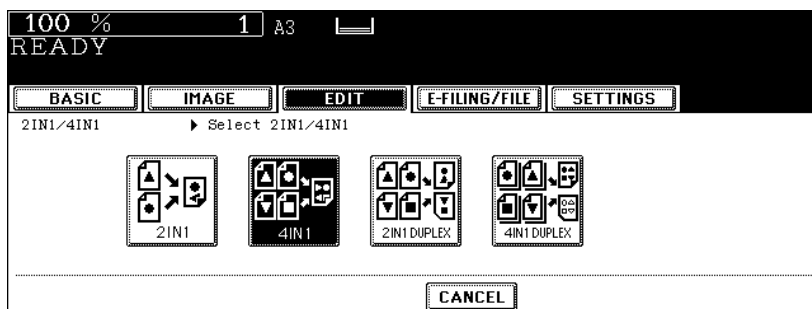 100 % 1 A3
READY
BASIC IMAGE EDIT E-FILING/FILE SETTINGS
2IN1/4IN1 Select 2IN1/4IN1
2IN1 4IN1 2IN1 DUPLEX 4IN1 DUPLEX
CANCEL